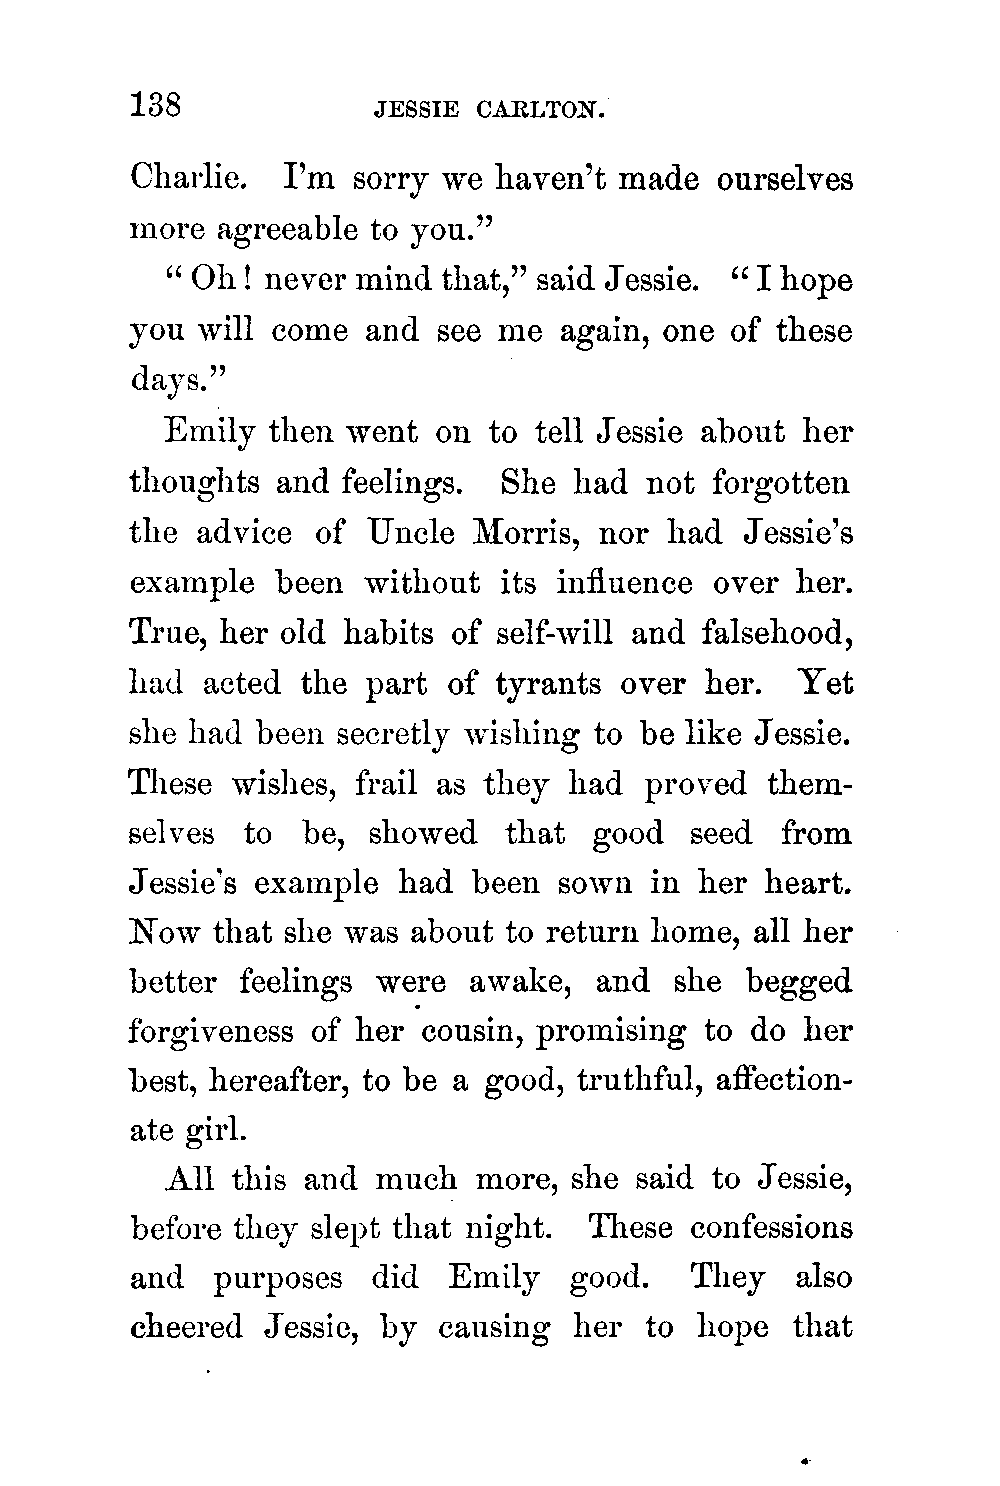 138 JESSIE CARLTON.
Charlie. I'm sorry we haven't made ourselves
more agreeable to you."
" Oh ! never mind that," said Jessie. " I hope
you will come and see me again, one of these
days."
Emily then went on to tell Jessie about her
thoughts and feelings. She had not forgotten
the advice of Uncle Morris, nor had Jessie's
example been without its influence over her.
True, her old habits of self-will and falsehood,
had acted the part of tyrants over her. Yet
she had been secretly wishing to be like Jessie.
These wishes, frail as they had proved them-
selves to be, showed that good seed from
Jessie's example had been sown in her heart.
Now that she was about to return home, all her
better feelings were awake, and she begged
forgiveness of her cousin, promising to do her
best, hereafter, to be a good, truthful, affection-
ate girl.
All this and much more, she said to Jessie,
before they slept that night. These confessions
and purposes did Emily good. They also
cheered Jessie, by causing her to hope that